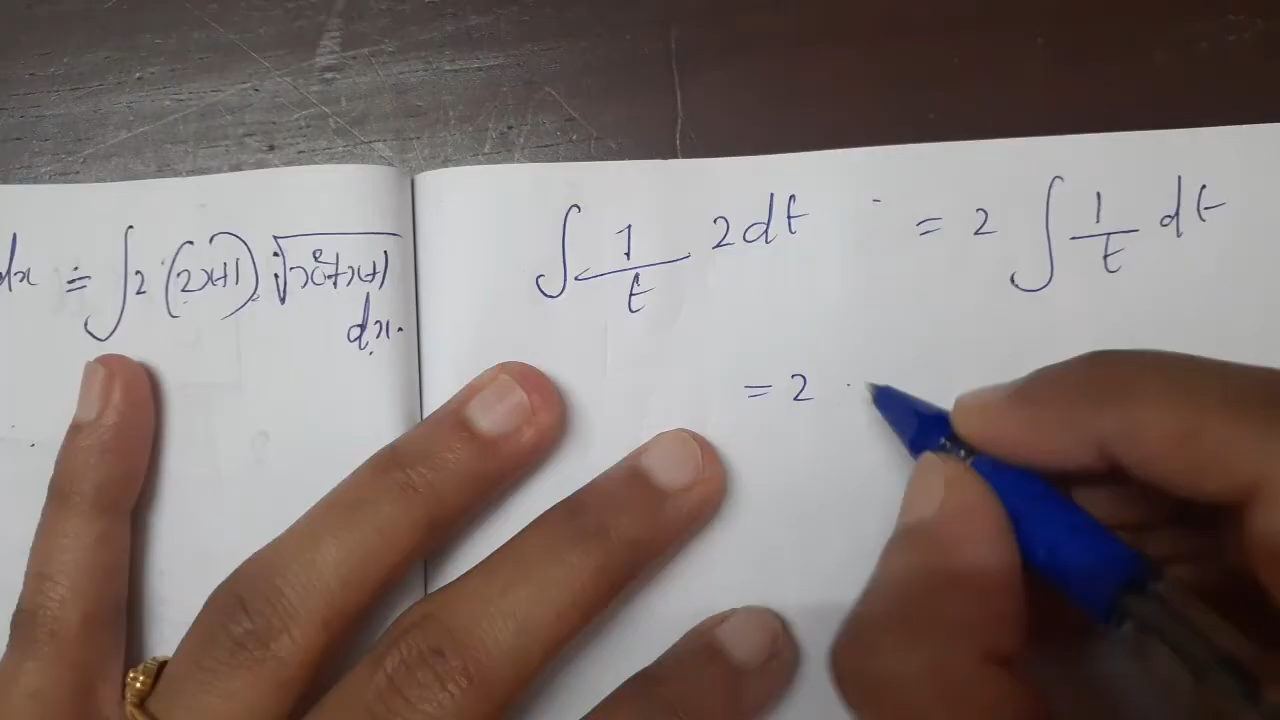 dx = ∫ 2 (2x+1) √x²+x+1
dx.
∫ 1/t 2dt = 2 ∫ 1/t dt
= 2